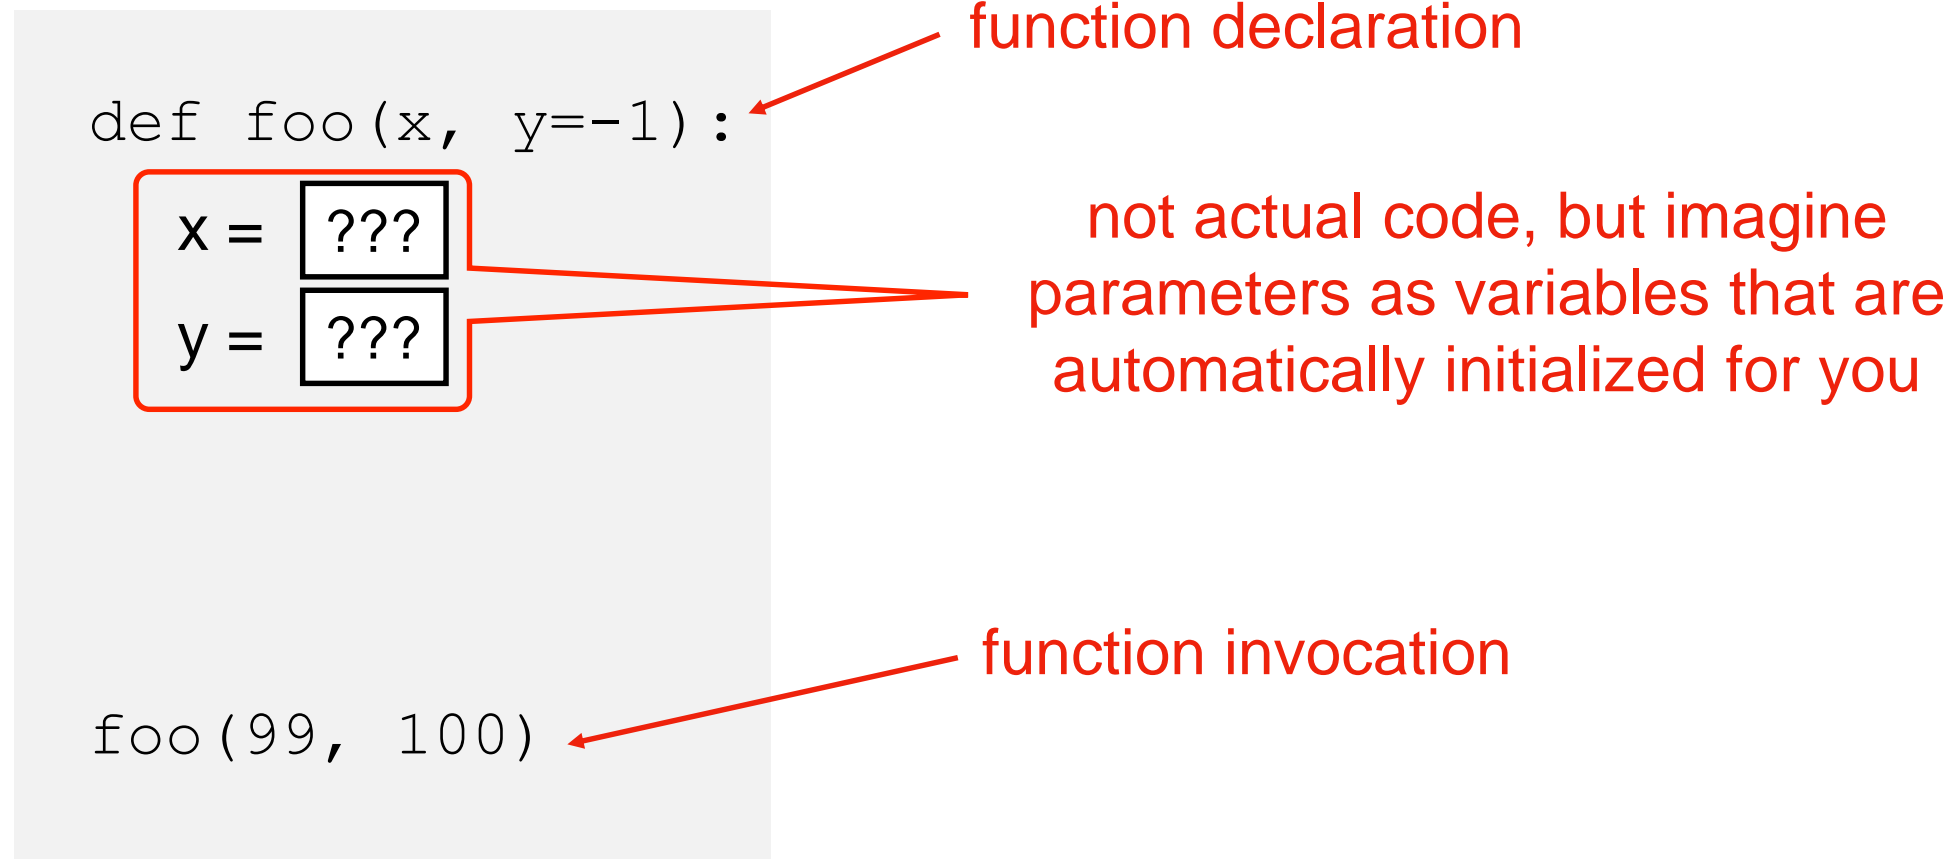 function declaration
def foo(x, y=-1):
x = ???
y = ???
not actual code, but imagine
parameters as variables that are
automatically initialized for you
function invocation
foo(99, 100)